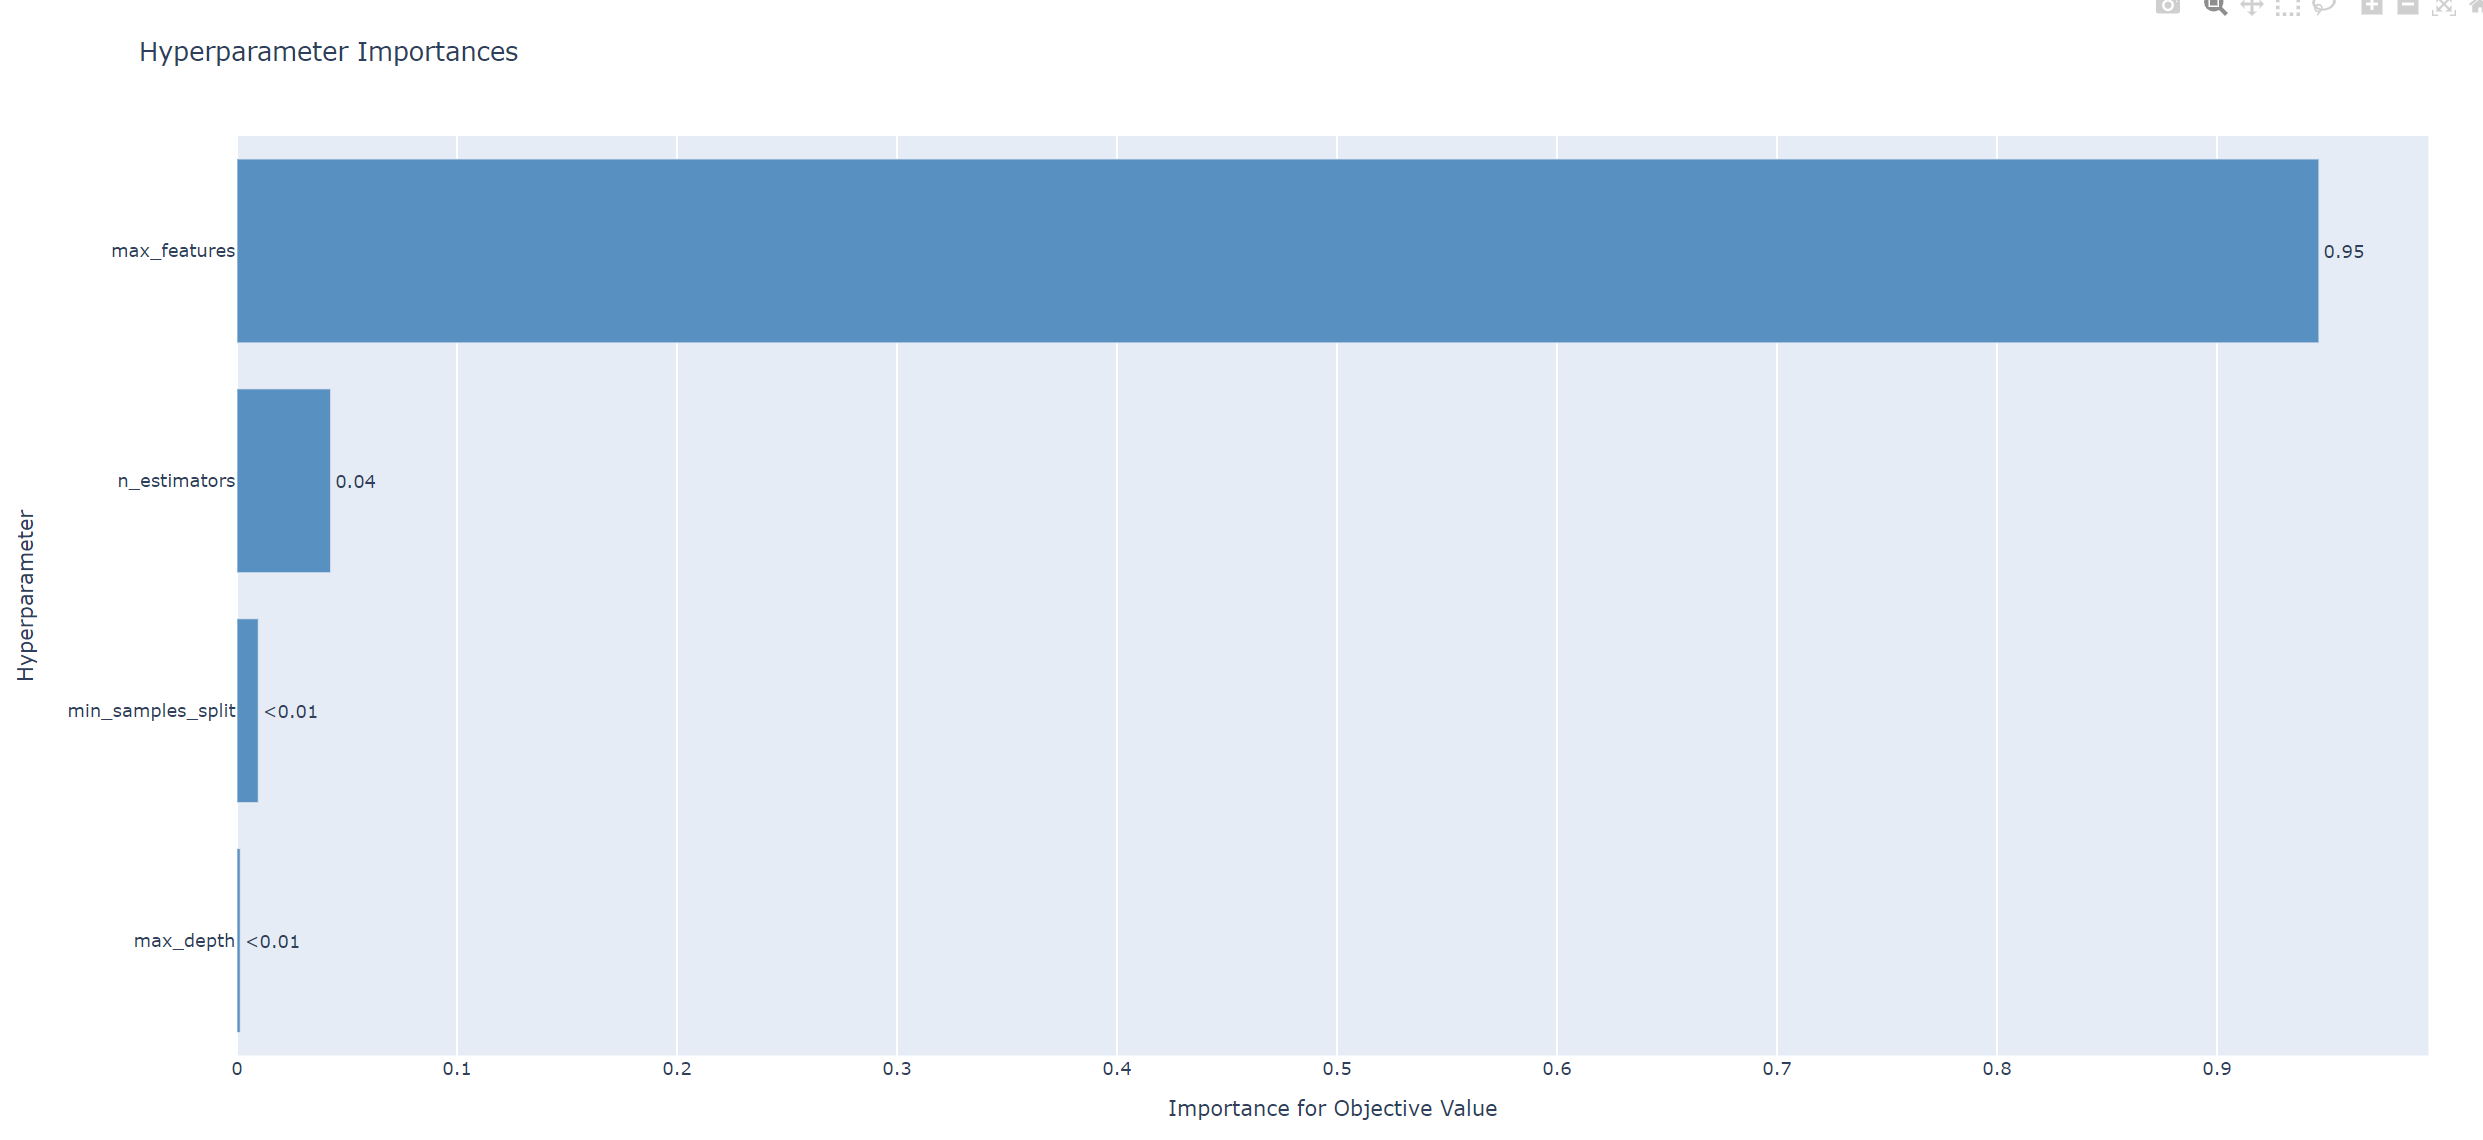 Hyperparameter Importances
max_features
0.95
n_estimators
0.04
Hyperparameter
min_samples_split
<0.01
max_depth
<0.01
0 0.1 0.2 0.3 0.4 0.5 0.6 0.7 0.8 0.9
Importance for Objective Value